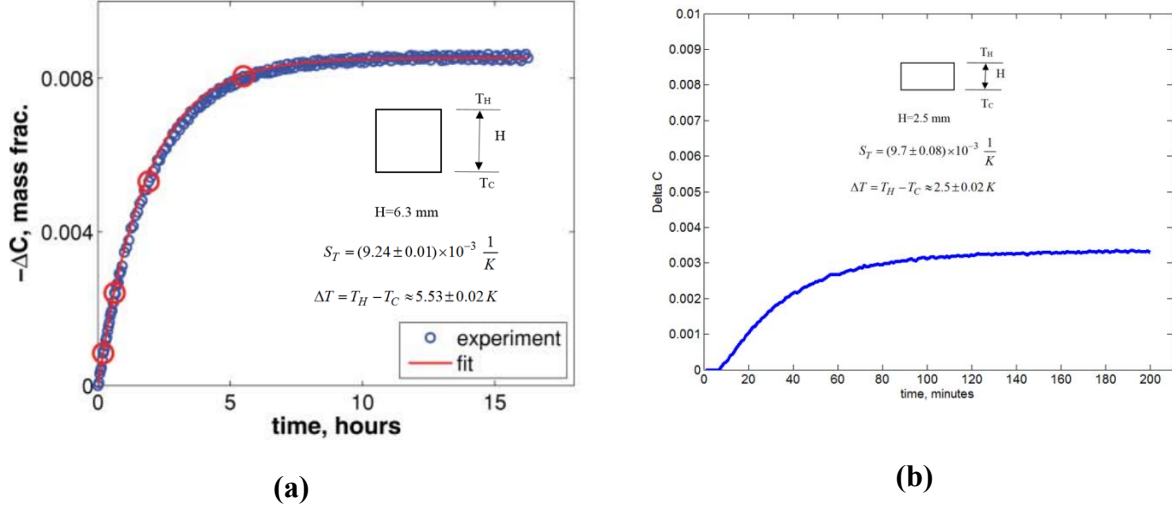 −ΔC, mass frac.
0.008
0.004
0
0
5
10
15
time, hours
T_H
H
T_C
H=6.3 mm
S_T = (9.24 ± 0.01)×10⁻³ 1/K
ΔT = T_H − T_C ≈ 5.53 ± 0.02 K
experiment
fit
(a)
Delta C
0.01
0.009
0.008
0.007
0.006
0.005
0.004
0.003
0.002
0.001
0
0
20
40
60
80
100
120
140
160
180
200
time, minutes
T_H
H
T_C
H=2.5 mm
S_T = (9.7 ± 0.08)×10⁻³ 1/K
ΔT = T_H − T_C ≈ 2.5 ± 0.02 K
(b)